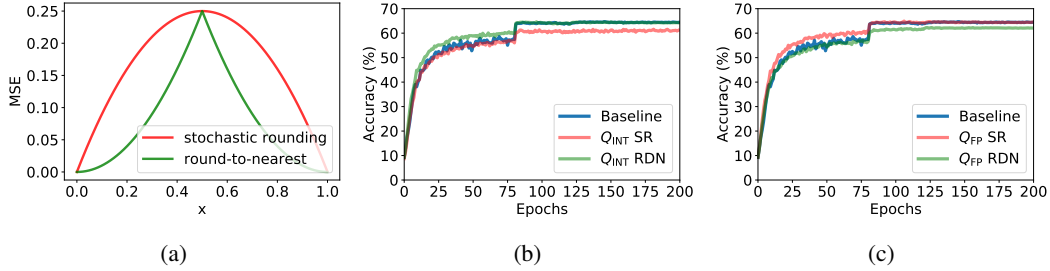 0.25
0.20
0.15
0.10
0.05
0.00
MSE
0.0 0.2 0.4 0.6 0.8 1.0
x
stochastic rounding
round-to-nearest
(a)
70
60
50
40
30
20
10
0
Accuracy (%)
0 25 50 75 100 125 150 175 200
Epochs
Baseline
Q_INT SR
Q_INT RDN
(b)
70
60
50
40
30
20
10
0
Accuracy (%)
0 25 50 75 100 125 150 175 200
Epochs
Baseline
Q_FP SR
Q_FP RDN
(c)